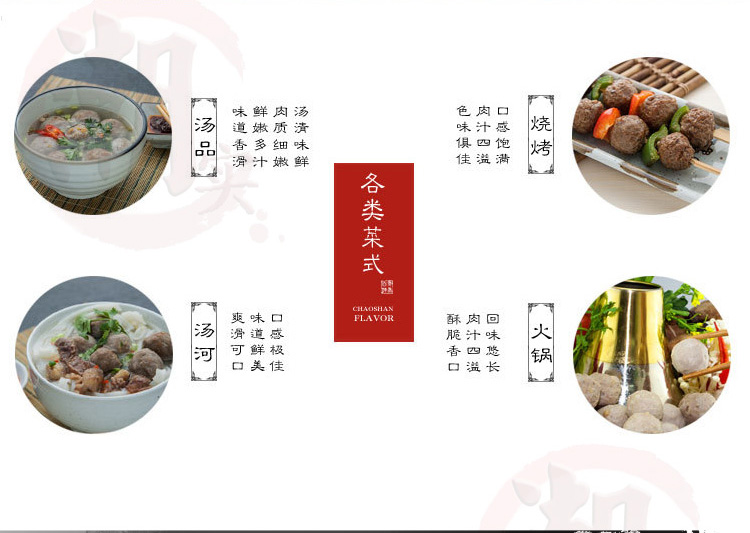 汤品
汤清味鲜
肉质细嫩
鲜嫩多汁
味道香滑
各类菜式
CHAOSHAN
FLAVOR
烧烤
口感饱满
肉汁四溢
色味俱佳
汤河
口感极佳
味道鲜美
爽滑可口
火锅
回味悠长
肉汁四溢
酥脆香口